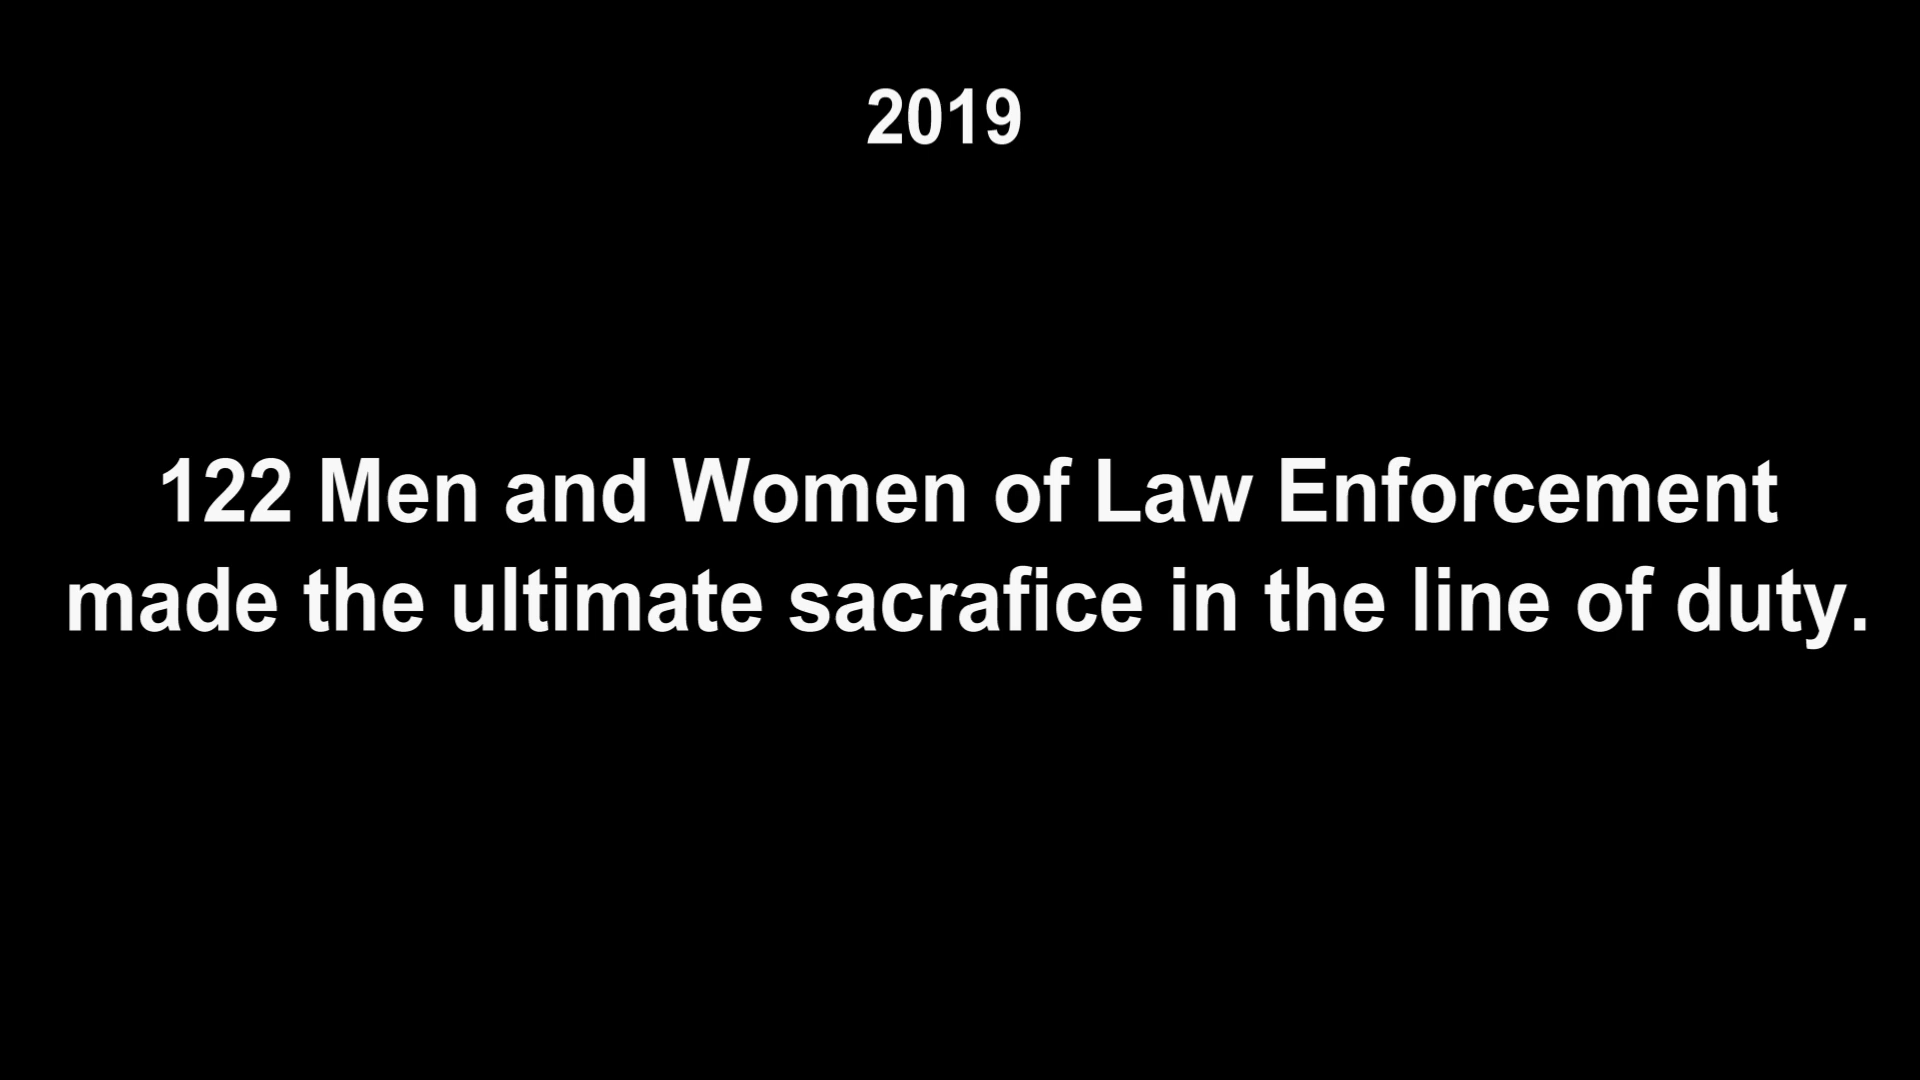 2019
122 Men and Women of Law Enforcement
made the ultimate sacrafice in the line of duty.